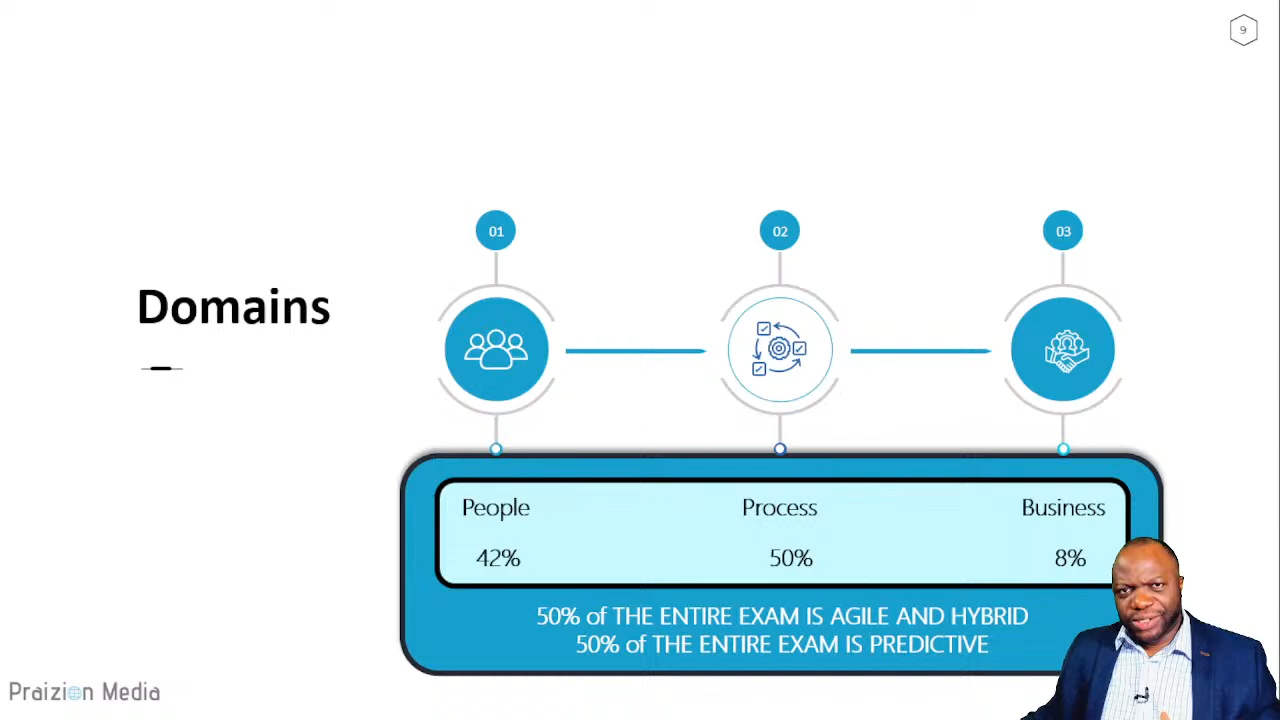 9
01
02
03
Domains
People
Process
Business
42%
50%
8%
50% of THE ENTIRE EXAM IS AGILE AND HYBRID
50% of THE ENTIRE EXAM IS PREDICTIVE
Praizion Media